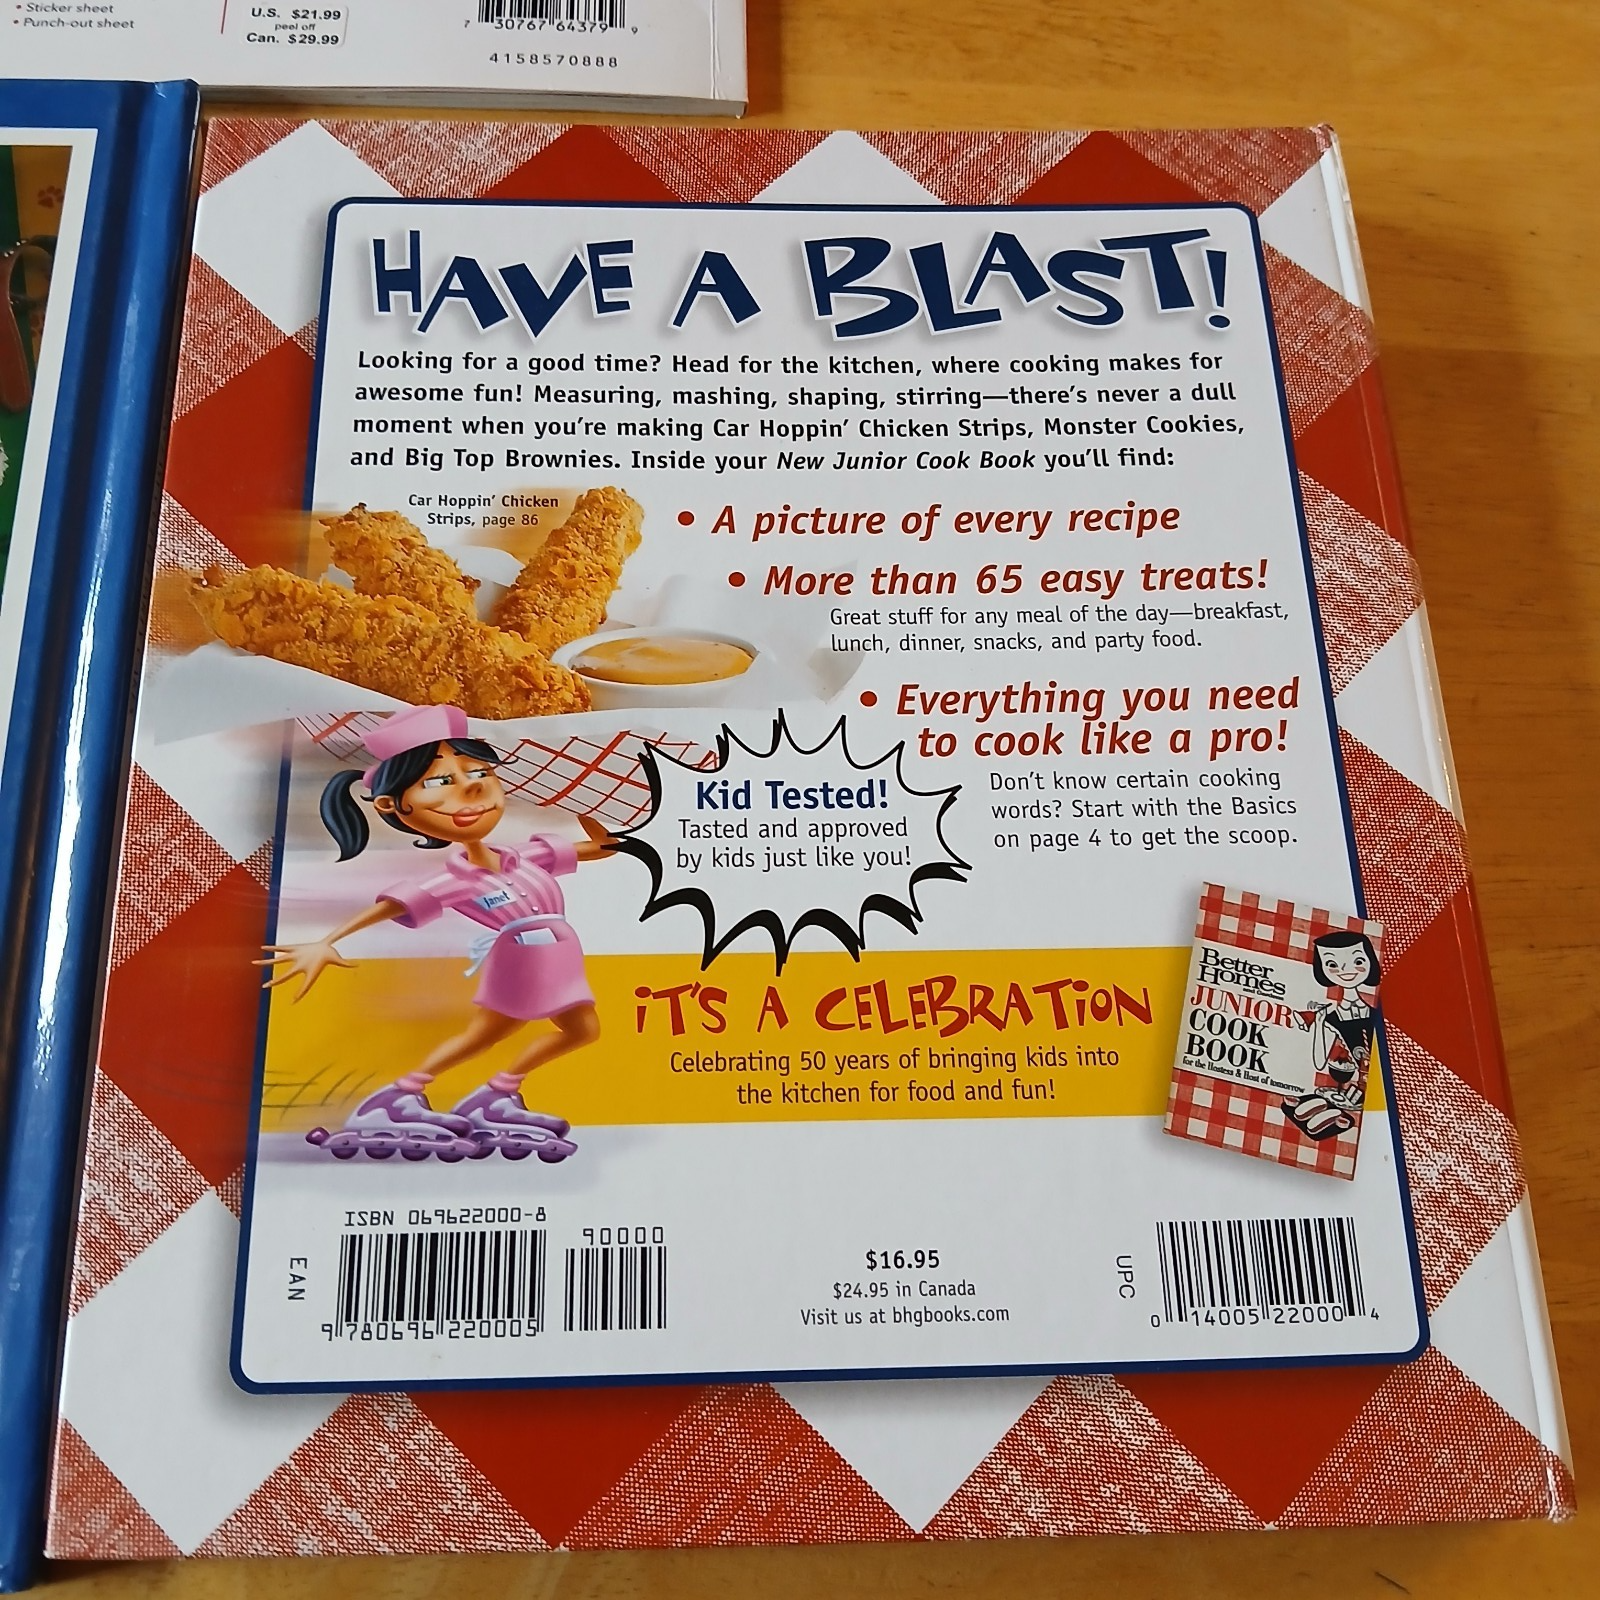 • Sticker sheet
• Punch-out sheet
U.S. $21.99
peel off
Can. $29.99
7 30767 64379 9
4158570888
HAVE A BLAST!
Looking for a good time? Head for the kitchen, where cooking makes for
awesome fun! Measuring, mashing, shaping, stirring—there's never a dull
moment when you're making Car Hoppin' Chicken Strips, Monster Cookies,
and Big Top Brownies. Inside your New Junior Cook Book you'll find:
Car Hoppin' Chicken
Strips, page 86
• A picture of every recipe
• More than 65 easy treats!
Great stuff for any meal of the day—breakfast,
lunch, dinner, snacks, and party food.
• Everything you need
to cook like a pro!
Don't know certain cooking
words? Start with the Basics
on page 4 to get the scoop.
Kid Tested!
Tasted and approved
by kids just like you!
Janet
iT'S A CELEBRATiON
Celebrating 50 years of bringing kids into
the kitchen for food and fun!
Better
Homes
and Gardens
JUNIOR
COOK
BOOK
for the Hostess & Host of tomorrow
ISBN 069622000-8
90000
EAN
9 780696 220005
$16.95
$24.95 in Canada
Visit us at bhgbooks.com
UPC
0 14005 22000 4